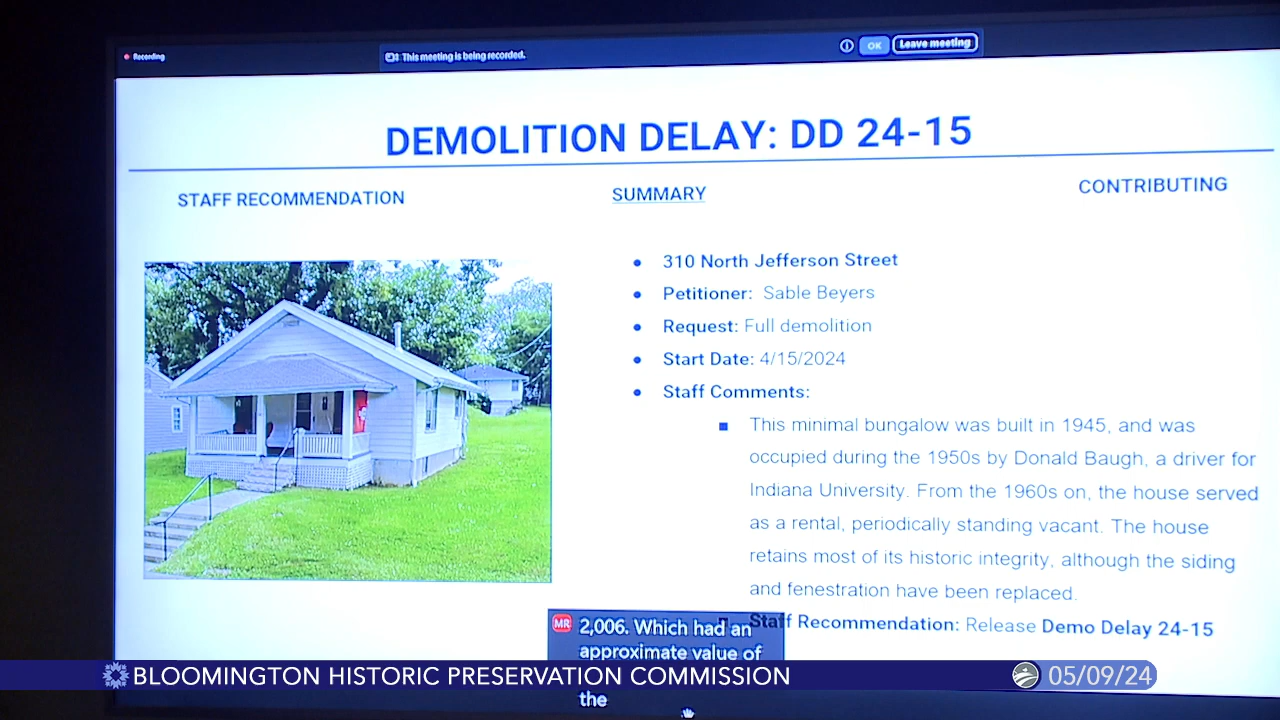 Recording
This meeting is being recorded.
OK
Leave meeting
DEMOLITION DELAY: DD 24-15
STAFF RECOMMENDATION
SUMMARY
CONTRIBUTING
310 North Jefferson Street
Petitioner: Sable Beyers
Request: Full demolition
Start Date: 4/15/2024
Staff Comments:
This minimal bungalow was built in 1945, and was
occupied during the 1950s by Donald Baugh, a driver for
Indiana University. From the 1960s on, the house served
as a rental, periodically standing vacant. The house
retains most of its historic integrity, although the siding
and fenestration have been replaced.
Staff Recommendation: Release Demo Delay 24-15
MR 2,006. Which had an
approximate value of
the
BLOOMINGTON HISTORIC PRESERVATION COMMISSION
05/09/24